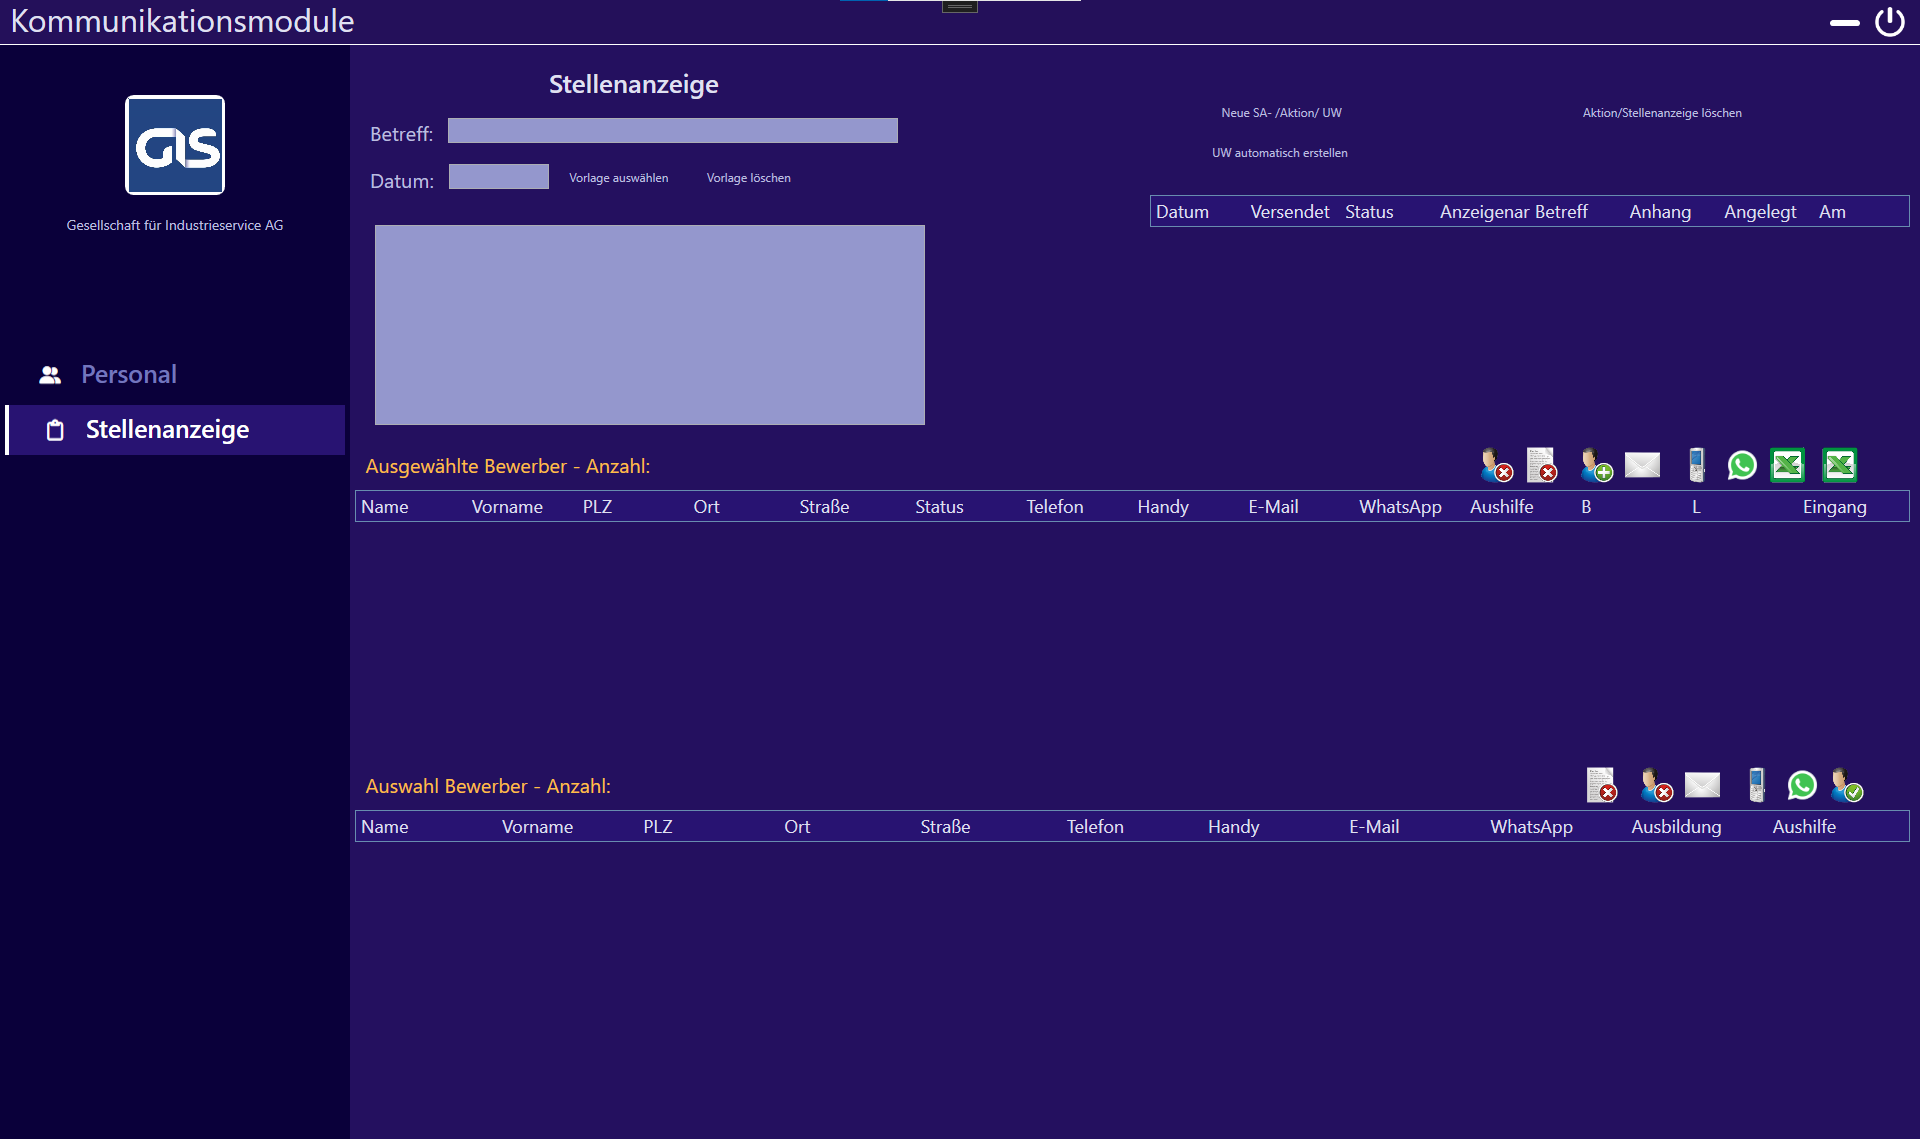 Kommunikationsmodule
GIS
Gesellschaft für Industrieservice AG
Personal
Stellenanzeige
Stellenanzeige
Betreff:
Datum:
Vorlage auswählen
Vorlage löschen
Neue SA- /Aktion/ UW
Aktion/Stellenanzeige löschen
UW automatisch erstellen
Datum Versendet Status Anzeigenar Betreff Anhang Angelegt Am
Ausgewählte Bewerber - Anzahl:
Name Vorname PLZ Ort Straße Status Telefon Handy E-Mail WhatsApp Aushilfe B L Eingang
Auswahl Bewerber - Anzahl:
Name Vorname PLZ Ort Straße Telefon Handy E-Mail WhatsApp Ausbildung Aushilfe